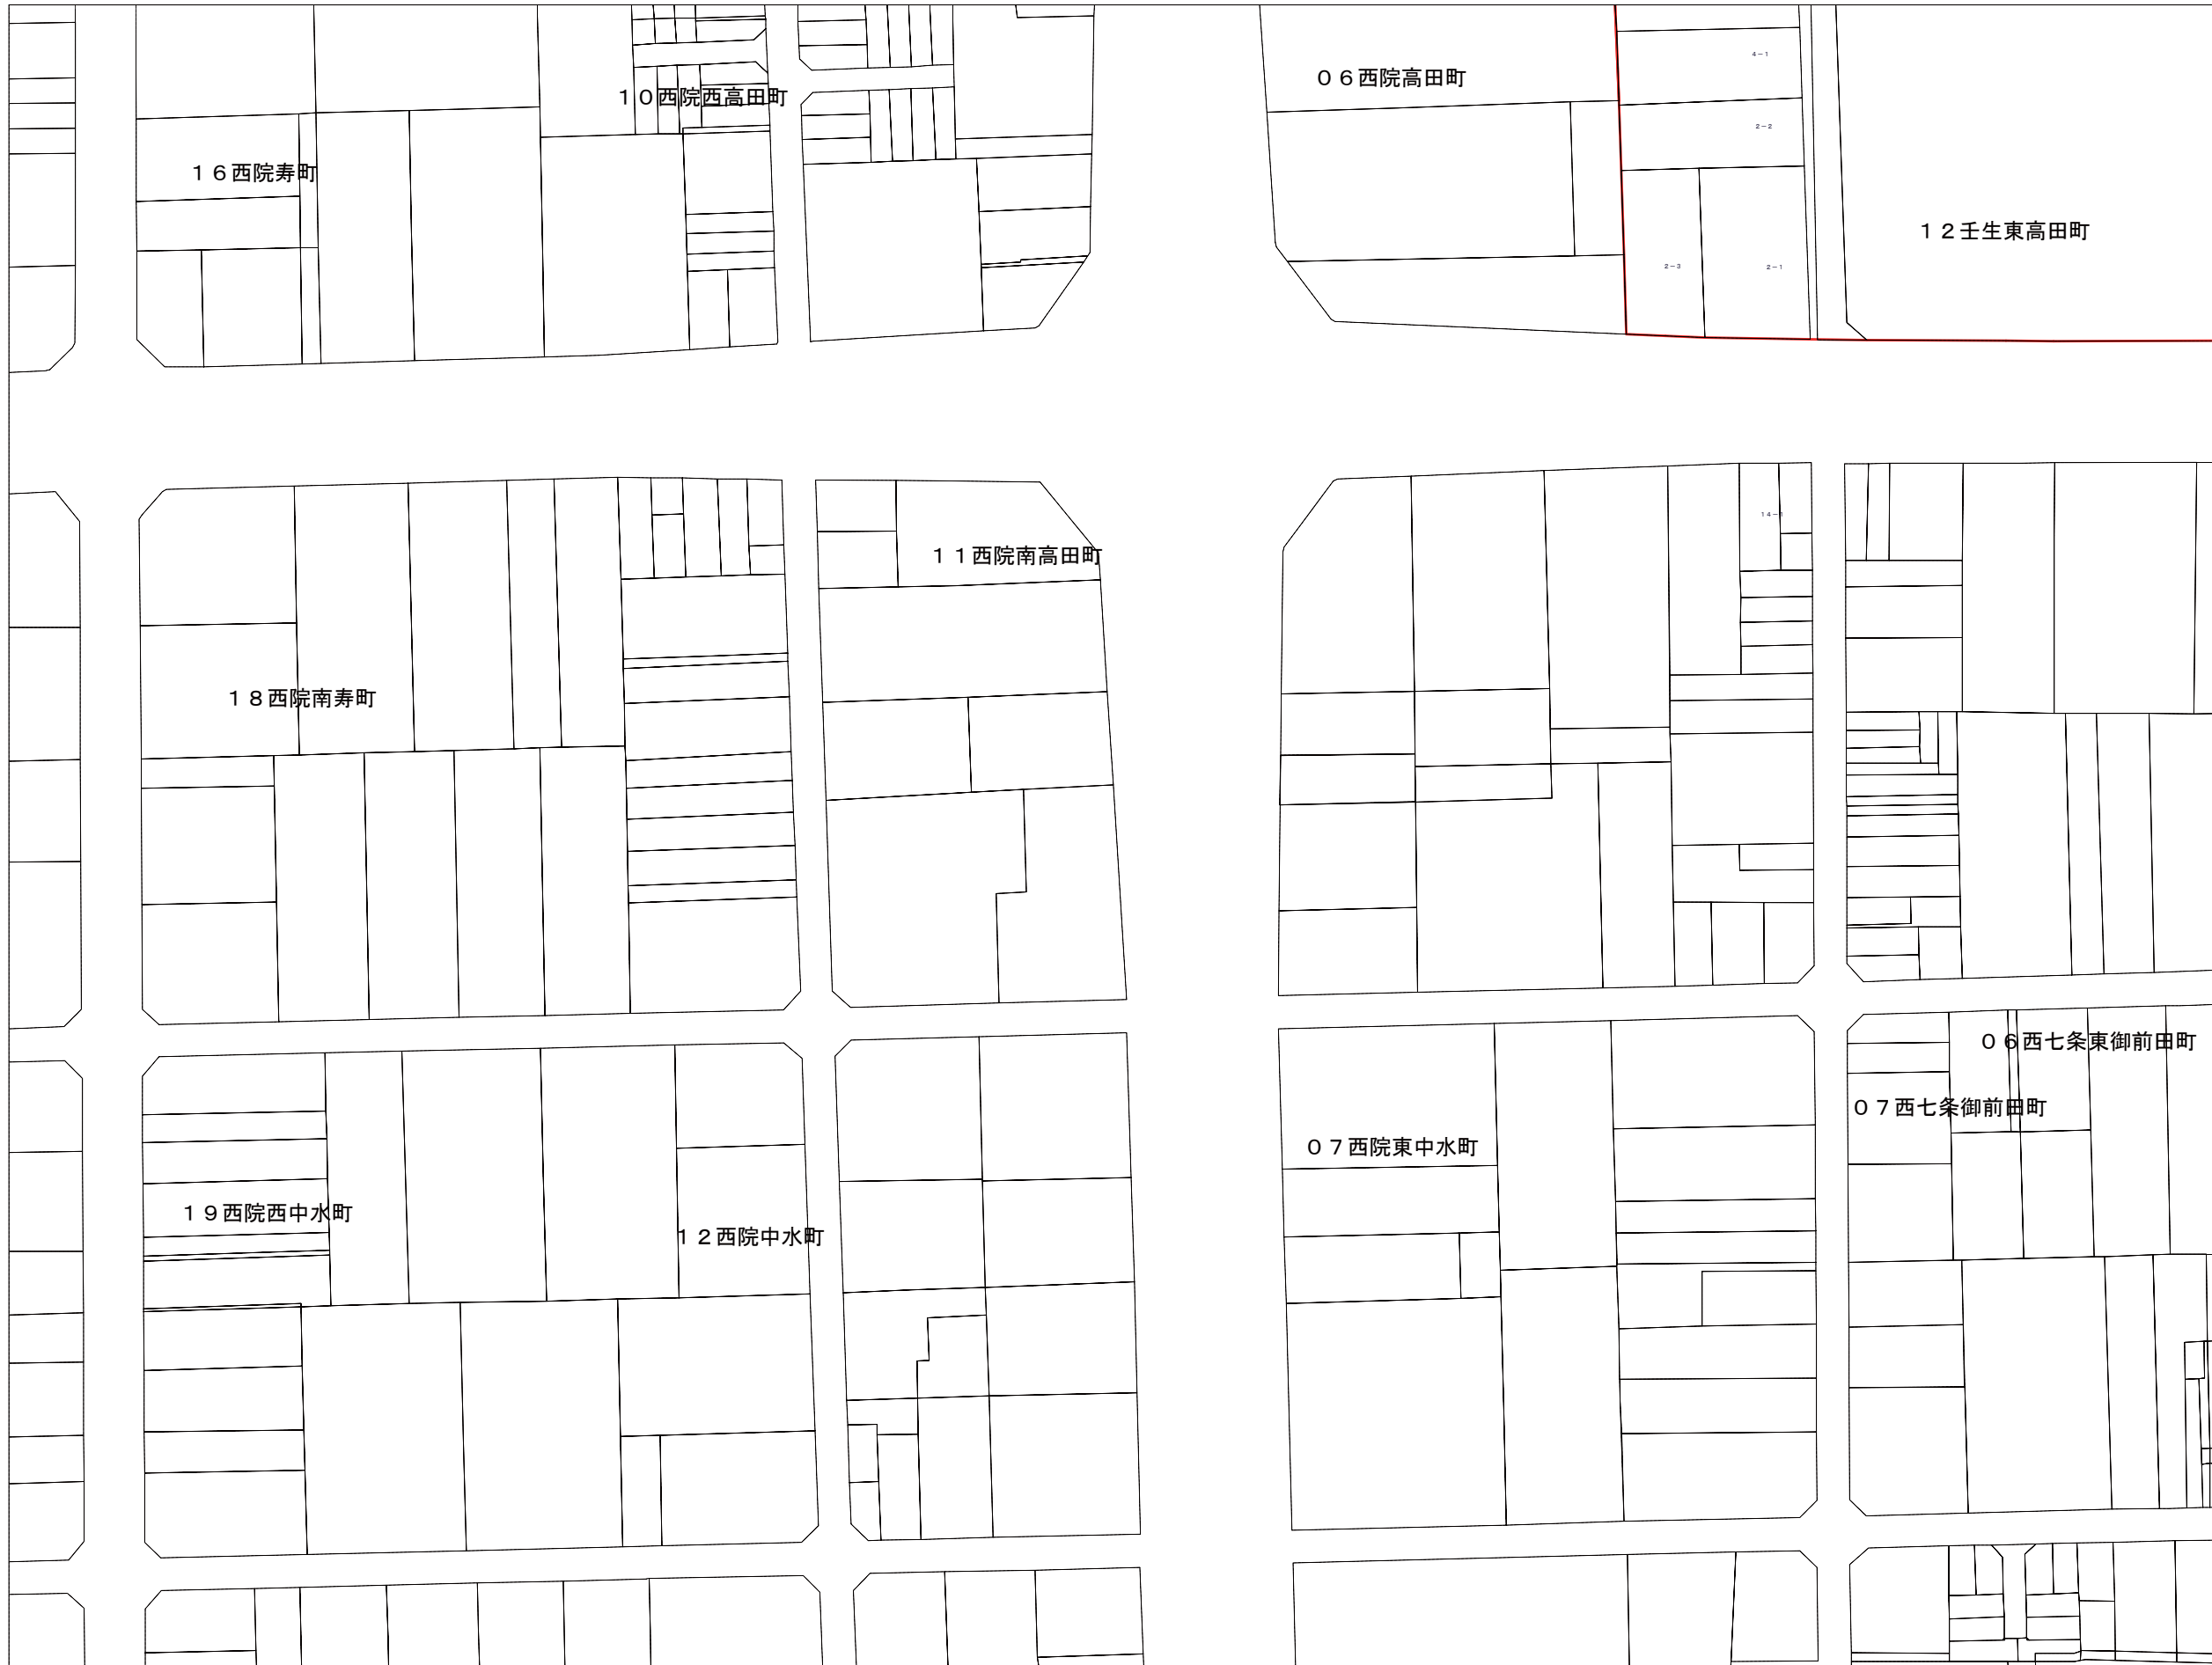 ４－１
０６西院高田町
１０西院西高田町
２－２
１６西院寿町
１２壬生東高田町
２－３
２－１
１１西院南高田町
１８西院南寿町
０６西七条東御前田町
０７西七条御前田町
０７西院東中水町
１９西院西中水町
１２西院中水町